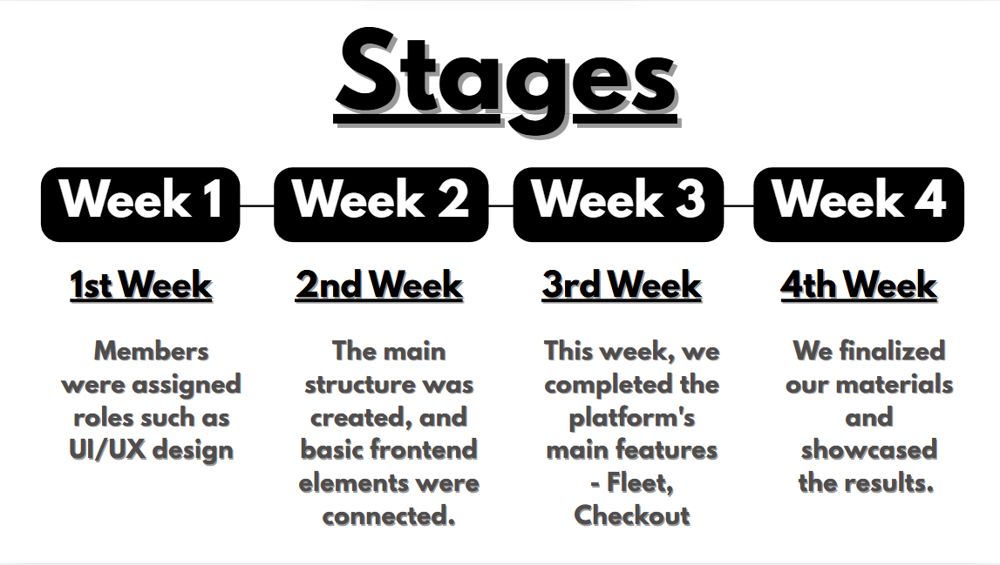 Stages
Week 1
Week 2
Week 3
Week 4
1st Week
Members
were assigned
roles such as
UI/UX design
2nd Week
The main
structure was
created, and
basic frontend
elements were
connected.
3rd Week
This week, we
completed the
platform's
main features
- Fleet,
Checkout
4th Week
We finalized
our materials
and
showcased
the results.